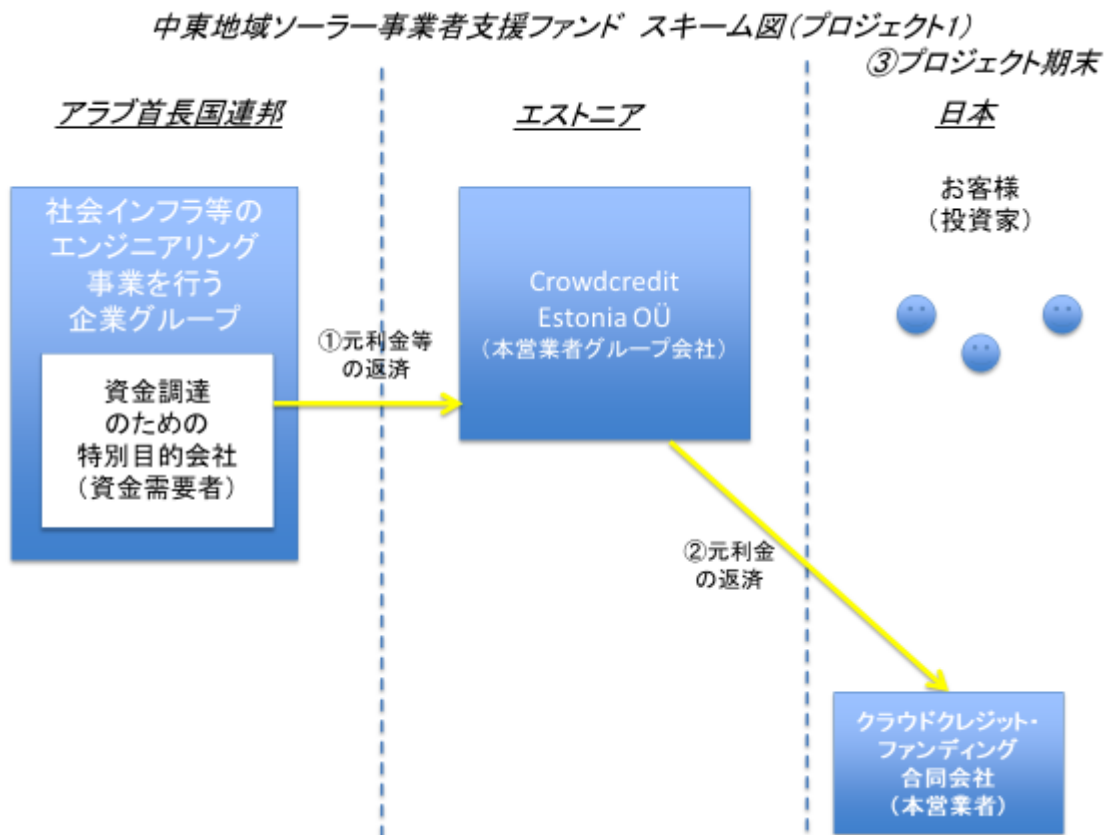 中東地域ソーラー事業者支援ファンド スキーム図(プロジェクト1)
③プロジェクト期末
アラブ首長国連邦
エストニア
日本
社会インフラ等の
エンジニアリング
事業を行う
企業グループ
資金調達
のための
特別目的会社
(資金需要者)
①元利金等
の返済
Crowdcredit
Estonia OÜ
(本営業者グループ会社)
お客様
(投資家)
②元利金
の返済
クラウドクレジット・
ファンディング
合同会社
(本営業者)